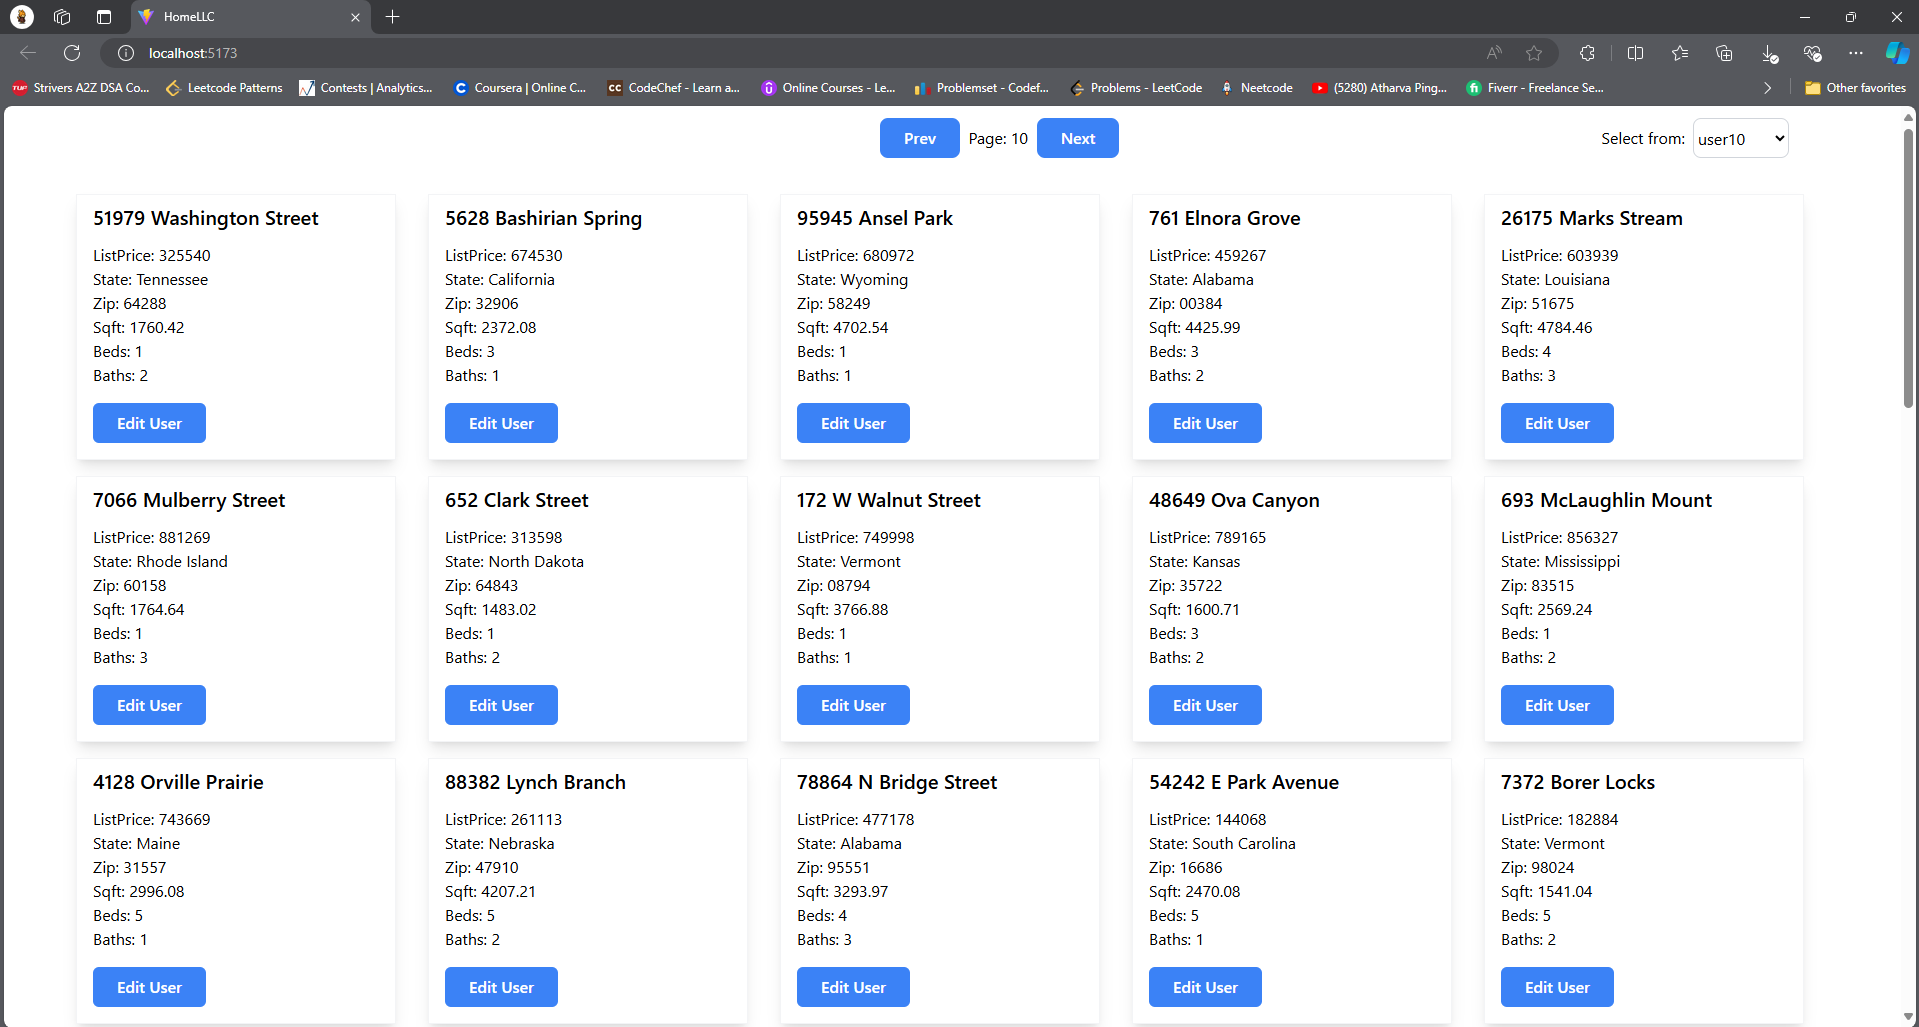 HomeLLC
localhost:5173
Strivers A2Z DSA Co... Leetcode Patterns Contests | Analytics... Coursera | Online C... CodeChef - Learn a... Online Courses - Le... Problemset - Codef... Problems - LeetCode Neetcode (5280) Atharva Ping... Fiverr - Freelance Se... Other favorites
Prev Page: 10 Next Select from: user10
51979 Washington Street
ListPrice: 325540
State: Tennessee
Zip: 64288
Sqft: 1760.42
Beds: 1
Baths: 2
Edit User
5628 Bashirian Spring
ListPrice: 674530
State: California
Zip: 32906
Sqft: 2372.08
Beds: 3
Baths: 1
Edit User
95945 Ansel Park
ListPrice: 680972
State: Wyoming
Zip: 58249
Sqft: 4702.54
Beds: 1
Baths: 1
Edit User
761 Elnora Grove
ListPrice: 459267
State: Alabama
Zip: 00384
Sqft: 4425.99
Beds: 3
Baths: 2
Edit User
26175 Marks Stream
ListPrice: 603939
State: Louisiana
Zip: 51675
Sqft: 4784.46
Beds: 4
Baths: 3
Edit User
7066 Mulberry Street
ListPrice: 881269
State: Rhode Island
Zip: 60158
Sqft: 1764.64
Beds: 1
Baths: 3
Edit User
652 Clark Street
ListPrice: 313598
State: North Dakota
Zip: 64843
Sqft: 1483.02
Beds: 1
Baths: 2
Edit User
172 W Walnut Street
ListPrice: 749998
State: Vermont
Zip: 08794
Sqft: 3766.88
Beds: 1
Baths: 1
Edit User
48649 Ova Canyon
ListPrice: 789165
State: Kansas
Zip: 35722
Sqft: 1600.71
Beds: 3
Baths: 2
Edit User
693 McLaughlin Mount
ListPrice: 856327
State: Mississippi
Zip: 83515
Sqft: 2569.24
Beds: 1
Baths: 2
Edit User
4128 Orville Prairie
ListPrice: 743669
State: Maine
Zip: 31557
Sqft: 2996.08
Beds: 5
Baths: 1
Edit User
88382 Lynch Branch
ListPrice: 261113
State: Nebraska
Zip: 47910
Sqft: 4207.21
Beds: 5
Baths: 2
Edit User
78864 N Bridge Street
ListPrice: 477178
State: Alabama
Zip: 95551
Sqft: 3293.97
Beds: 4
Baths: 3
Edit User
54242 E Park Avenue
ListPrice: 144068
State: South Carolina
Zip: 16686
Sqft: 2470.08
Beds: 5
Baths: 1
Edit User
7372 Borer Locks
ListPrice: 182884
State: Vermont
Zip: 98024
Sqft: 1541.04
Beds: 5
Baths: 2
Edit User